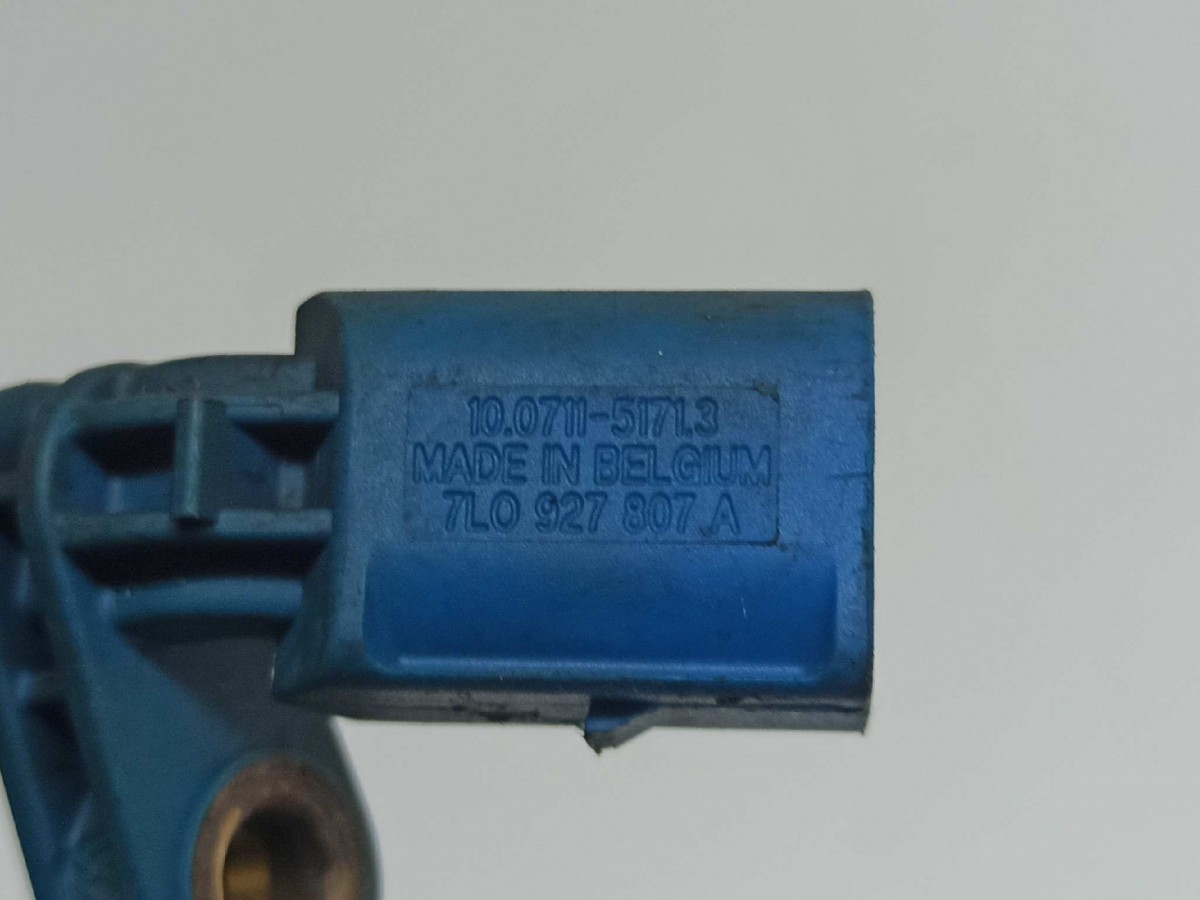 10.0711-5171.3
MADE IN BELGIUM
7L0 927 807 A